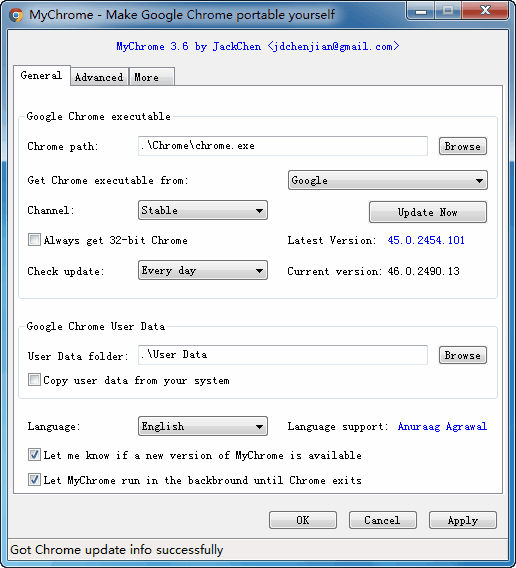 MyChrome - Make Google Chrome portable yourself
MyChrome 3.6 by JackChen <jdchenjian@gmail.com>
General Advanced More
Google Chrome executable
Chrome path: .\Chrome\chrome.exe Browse
Get Chrome executable from: Google
Channel: Stable Update Now
Always get 32-bit Chrome Latest Version: 45.0.2454.101
Check update: Every day Current version: 46.0.2490.13
Google Chrome User Data
User Data folder: .\User Data Browse
Copy user data from your system
Language: English Language support: Anuraag Agrawal
Let me know if a new version of MyChrome is available
Let MyChrome run in the backbround until Chrome exits
OK Cancel Apply
Got Chrome update info successfully